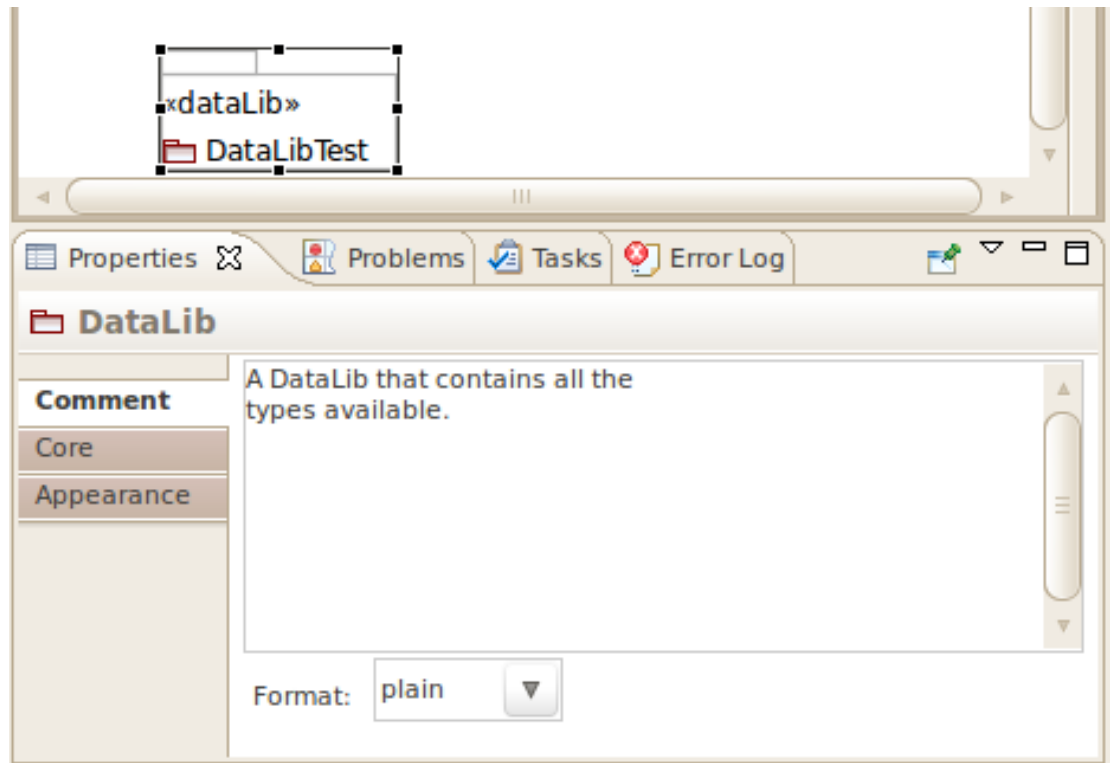 «dataLib»
DataLibTest
Properties Problems Tasks Error Log
DataLib
Comment
Core
Appearance
A DataLib that contains all the
types available.
Format: plain